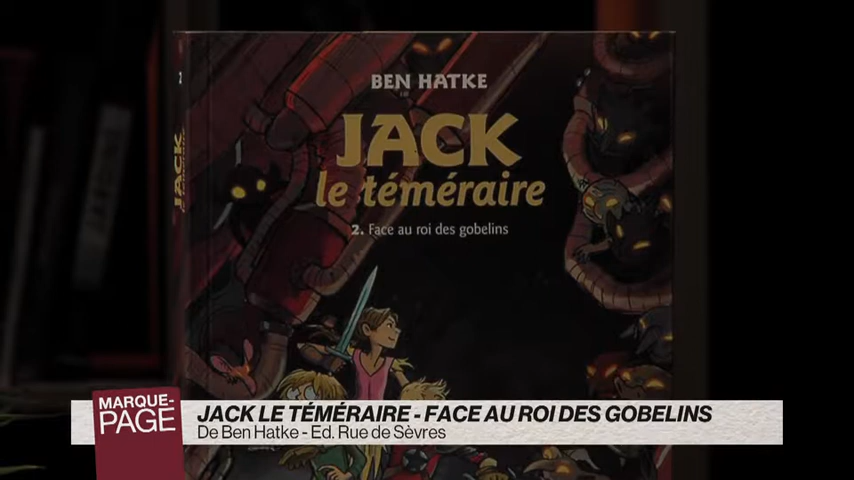 BEN HATKE
JACK
le téméraire
2. Face au roi des gobelins
2
JACK
MARQUE-
PAGE
JACK LE TÉMÉRAIRE - FACE AU ROI DES GOBELINS
De Ben Hatke - Ed. Rue de Sèvres